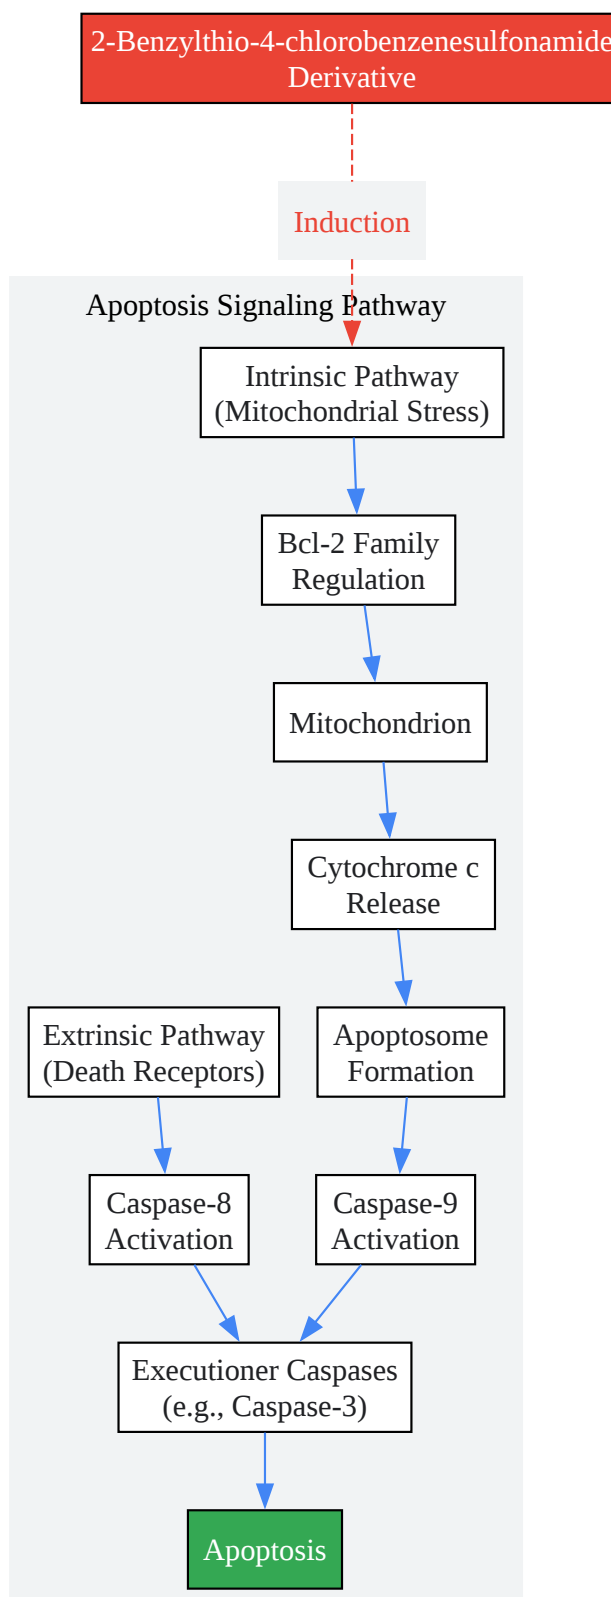 2-Benzylthio-4-chlorobenzenesulfonamide
Derivative
Induction
Apoptosis Signaling Pathway
Intrinsic Pathway
(Mitochondrial Stress)
Bcl-2 Family
Regulation
Mitochondrion
Cytochrome c
Release
Extrinsic Pathway
(Death Receptors)
Apoptosome
Formation
Caspase-8
Activation
Caspase-9
Activation
Executioner Caspases
(e.g., Caspase-3)
Apoptosis